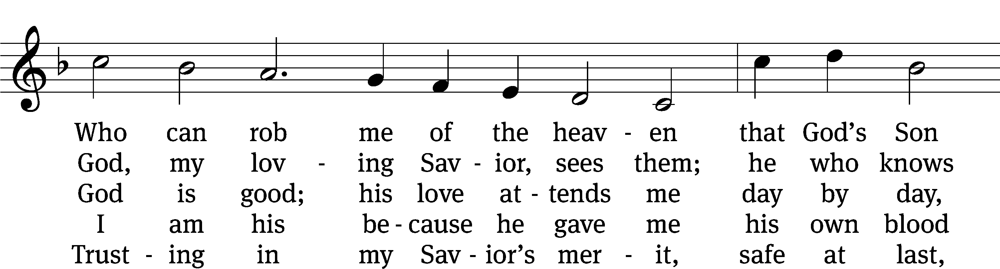 Who can rob me of the heav - en that God’s Son
God, my lov - ing Sav - ior, sees them; he who knows
God is good; his love at - tends me day by day,
I am his be - cause he gave me his own blood
Trust - ing in my Sav - ior’s mer - it, safe at last,